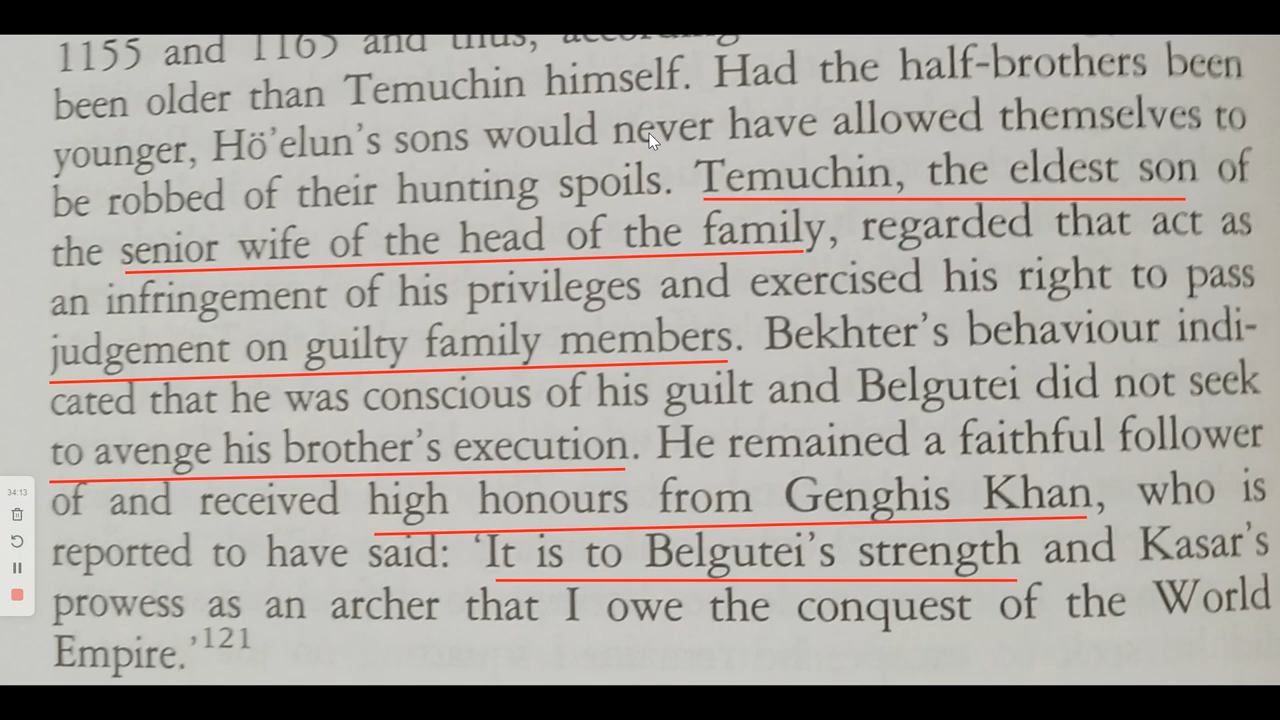 1155 and 1165 and thus,
been older than Temuchin himself. Had the half-brothers been
younger, Hö'elun's sons would never have allowed themselves to
be robbed of their hunting spoils. Temuchin, the eldest son of
the senior wife of the head of the family, regarded that act as
an infringement of his privileges and exercised his right to pass
judgement on guilty family members. Bekhter's behaviour indi-
cated that he was conscious of his guilt and Belgutei did not seek
to avenge his brother's execution. He remained a faithful follower
of and received high honours from Genghis Khan, who is
reported to have said: 'It is to Belgutei's strength and Kasar's
prowess as an archer that I owe the conquest of the World
Empire.'121
34:13